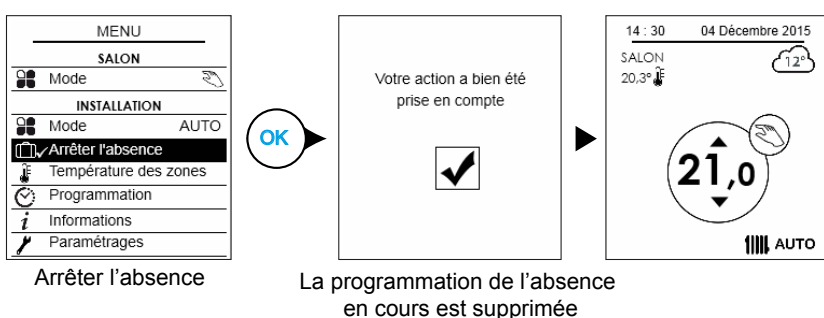 MENU
SALON
Mode
INSTALLATION
Mode AUTO
Arrêter l'absence
Température des zones
Programmation
i Informations
Paramétrages
Arrêter l'absence
OK
Votre action a bien été
prise en compte
La programmation de l'absence
en cours est supprimée
14 : 30 04 Décembre 2015
SALON
20,3°
12°
21,0
AUTO